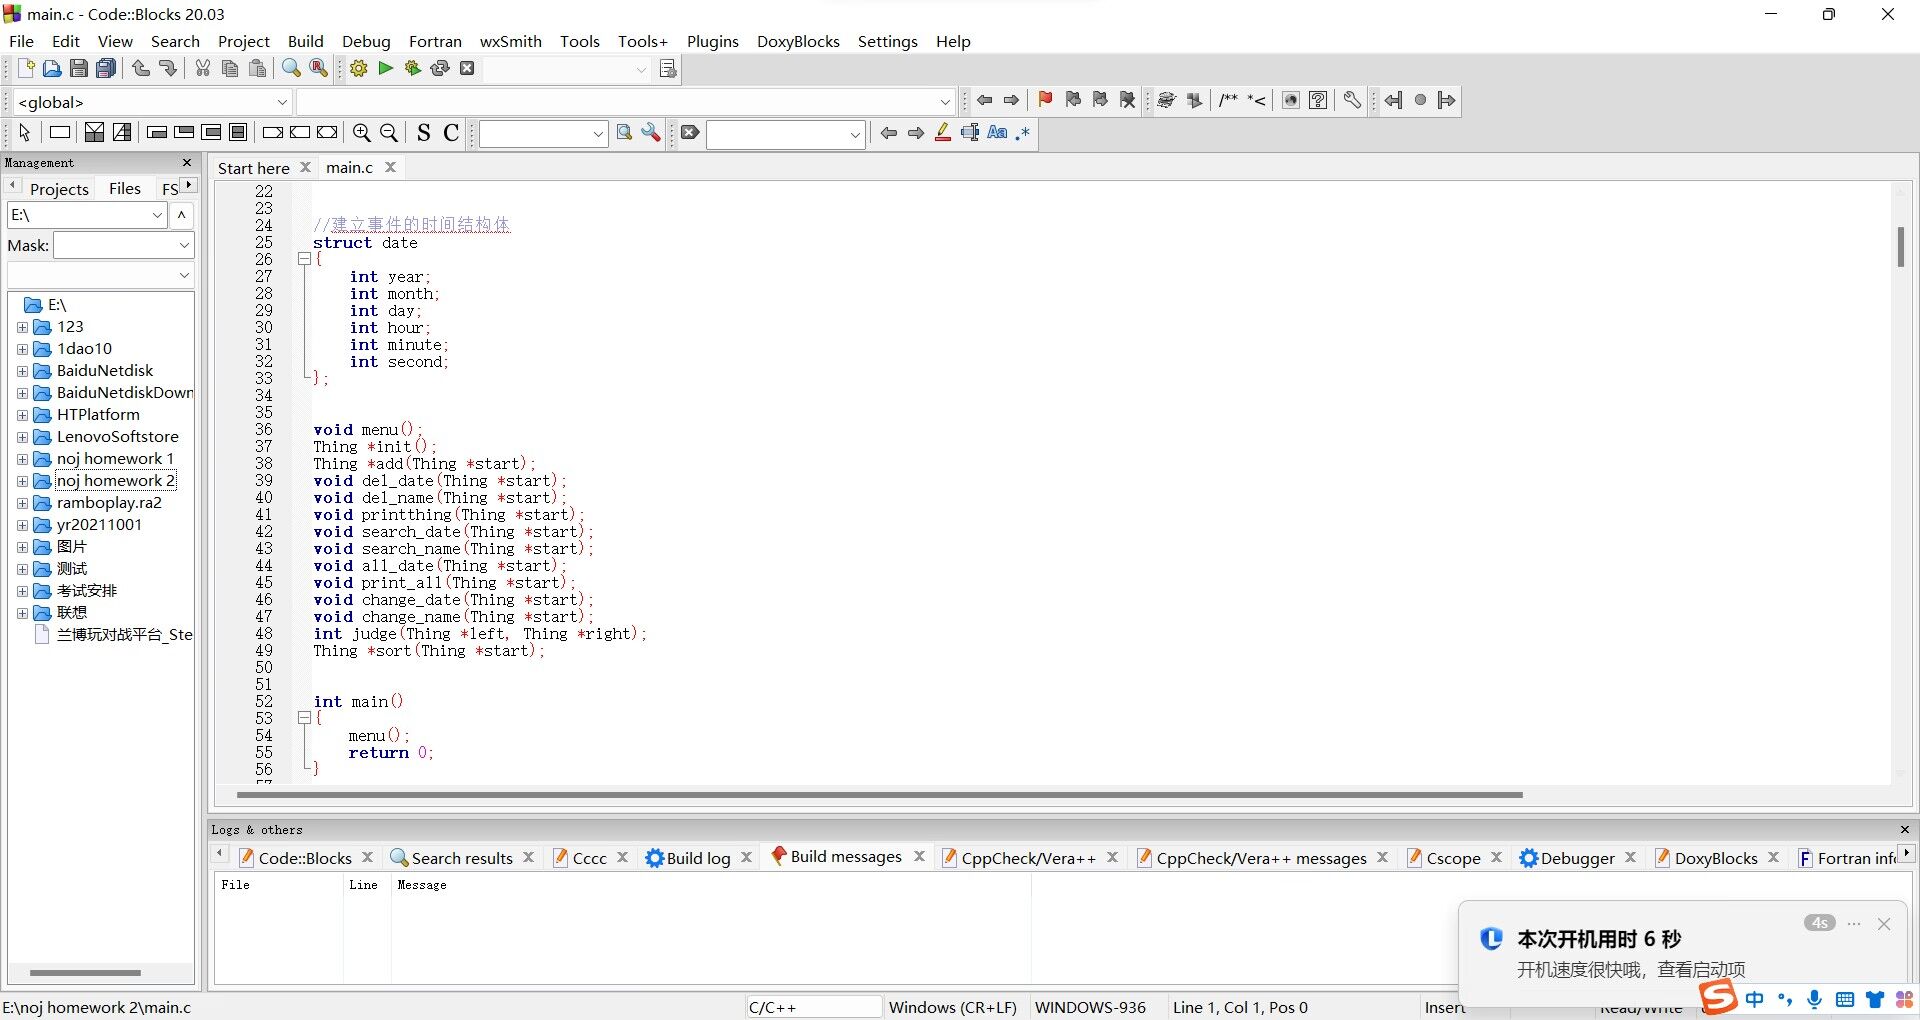 main.c - Code::Blocks 20.03
File Edit View Search Project Build Debug Fortran wxSmith Tools Tools+ Plugins DoxyBlocks Settings Help
<global>
/** *<
S C
Aa .*
Management
Projects Files FS
E:\
Mask:
E:\
123
1dao10
BaiduNetdisk
BaiduNetdiskDown
HTPlatform
LenovoSoftstore
noj homework 1
noj homework 2
ramboplay.ra2
yr20211001
图片
测试
考试安排
联想
兰博玩对战平台_Ste
Start here main.c
22
23
24 //建立事件的时间结构体
25 struct date
26 {
27 int year;
28 int month;
29 int day;
30 int hour;
31 int minute;
32 int second;
33 };
34
35
36 void menu();
37 Thing *init();
38 Thing *add(Thing *start);
39 void del_date(Thing *start);
40 void del_name(Thing *start);
41 void printthing(Thing *start);
42 void search_date(Thing *start);
43 void search_name(Thing *start);
44 void all_date(Thing *start);
45 void print_all(Thing *start);
46 void change_date(Thing *start);
47 void change_name(Thing *start);
48 int judge(Thing *left, Thing *right);
49 Thing *sort(Thing *start);
50
51
52 int main()
53 {
54 menu();
55 return 0;
56 }
Logs & others
Code::Blocks Search results Cccc Build log Build messages CppCheck/Vera++ CppCheck/Vera++ messages Cscope Debugger DoxyBlocks Fortran info
File Line Message
4s
本次开机用时 6 秒
开机速度很快哦，查看启动项
E:\noj homework 2\main.c C/C++ Windows (CR+LF) WINDOWS-936 Line 1, Col 1, Pos 0 Insert Read/Write
中